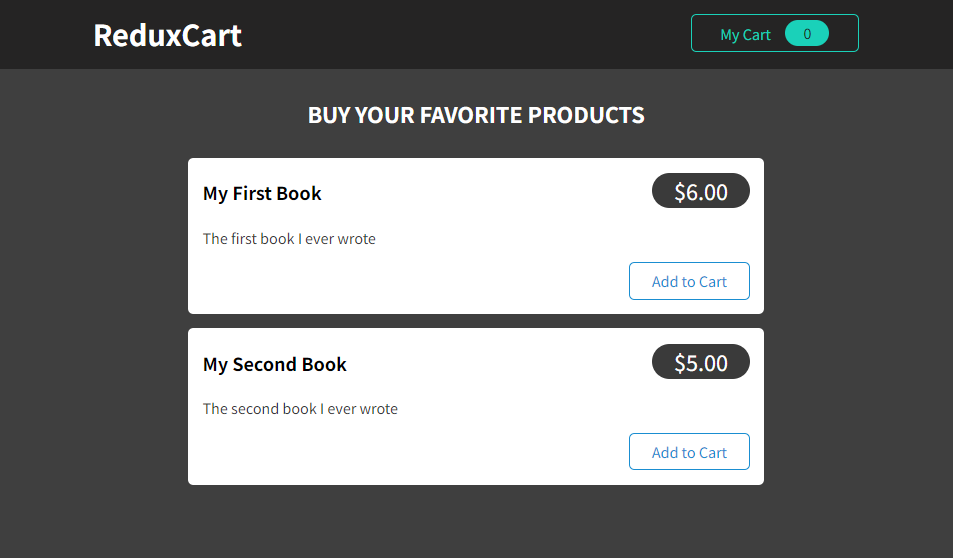 ReduxCart
My Cart 0
BUY YOUR FAVORITE PRODUCTS
My First Book
$6.00
The first book I ever wrote
Add to Cart
My Second Book
$5.00
The second book I ever wrote
Add to Cart